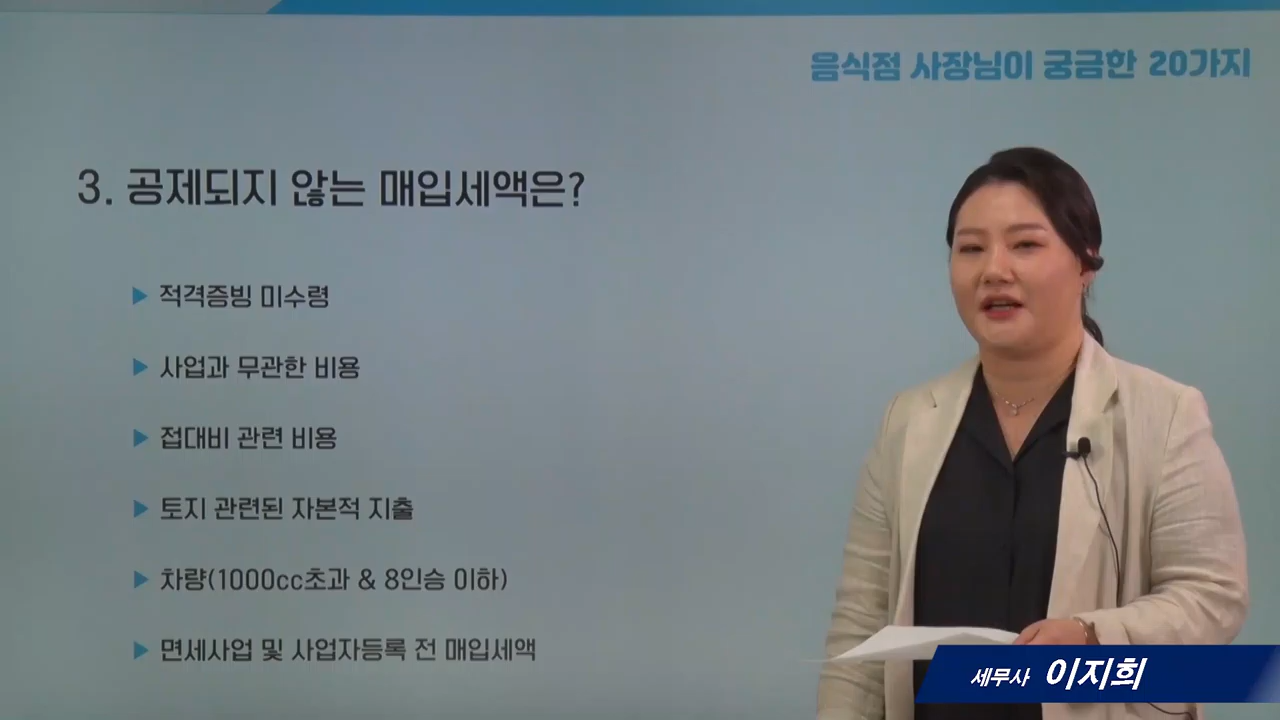 음식점 사장님이 궁금한 20가지
3. 공제되지 않는 매입세액은?
▶ 적격증빙 미수령
▶ 사업과 무관한 비용
▶ 접대비 관련 비용
▶ 토지 관련된 자본적 지출
▶ 차량(1000cc초과 & 8인승 이하)
▶ 면세사업 및 사업자등록 전 매입세액
세무사 이지희